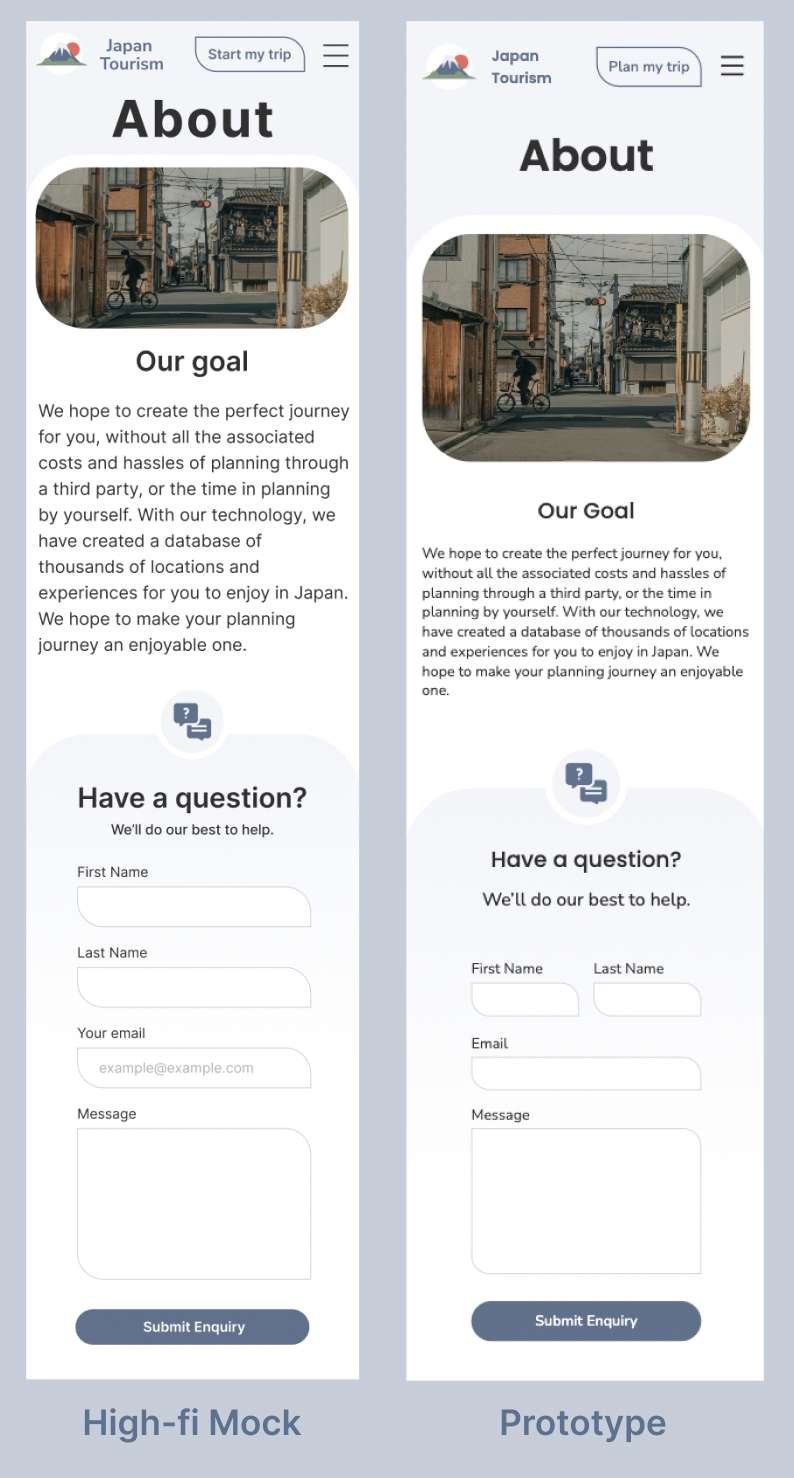 Japan
Tourism
Start my trip
About
Our goal
We hope to create the perfect journey
for you, without all the associated
costs and hassles of planning through
a third party, or the time in planning
by yourself. With our technology, we
have created a database of
thousands of locations and
experiences for you to enjoy in Japan.
We hope to make your planning
journey an enjoyable one.
?
Have a question?
We'll do our best to help.
First Name
Last Name
Your email
example@example.com
Message
Submit Enquiry
High-fi Mock
Japan
Tourism
Plan my trip
About
Our Goal
We hope to create the perfect journey for you,
without all the associated costs and hassles of
planning through a third party, or the time in
planning by yourself. With our technology, we
have created a database of thousands of locations
and experiences for you to enjoy in Japan. We
hope to make your planning journey an enjoyable
one.
?
Have a question?
We'll do our best to help.
First Name Last Name
Email
Message
Submit Enquiry
Prototype